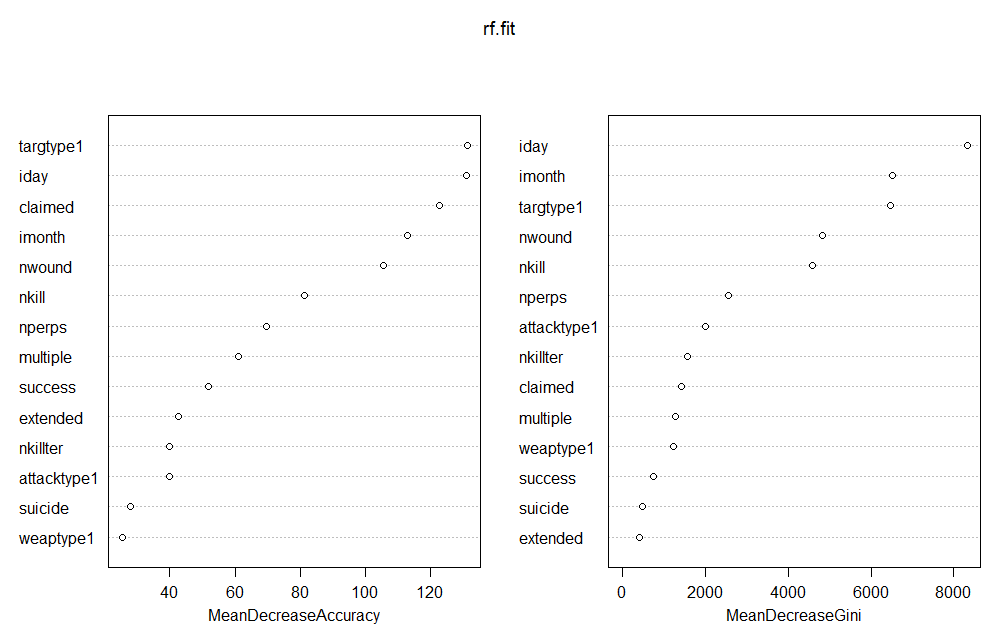 rf.fit
targtype1
iday
claimed
imonth
nwound
nkill
nperps
multiple
success
extended
nkillter
attacktype1
suicide
weaptype1
40 60 80 100 120
MeanDecreaseAccuracy
iday
imonth
targtype1
nwound
nkill
nperps
attacktype1
nkillter
claimed
multiple
weaptype1
success
suicide
extended
0 2000 4000 6000 8000
MeanDecreaseGini